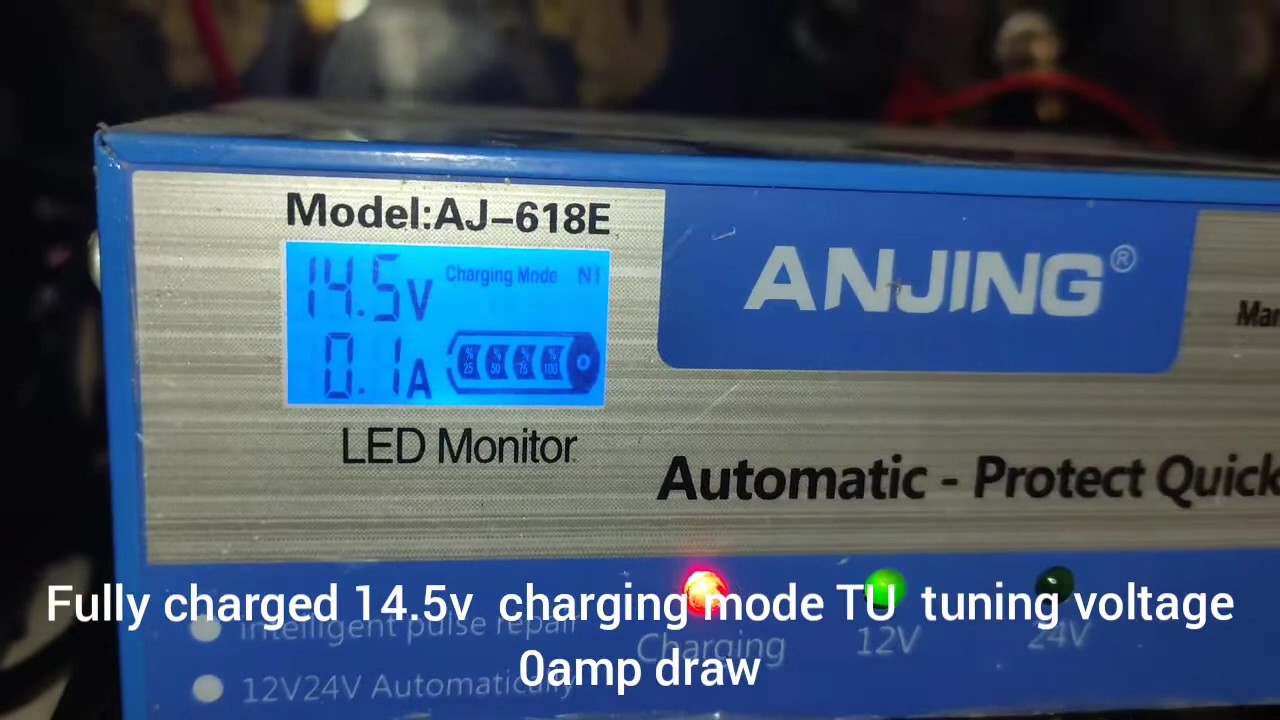 Model:AJ-618E
14.5V Charging Mode
0.1A
% 25 % 50 % 75 % 100
LED Monitor
ANJING®
Automatic - Protect Quick
Intelligent pulse repair
12V24V Automatically
Charging 12V 24V
Fully charged 14.5v charging mode TU tuning voltage
0amp draw